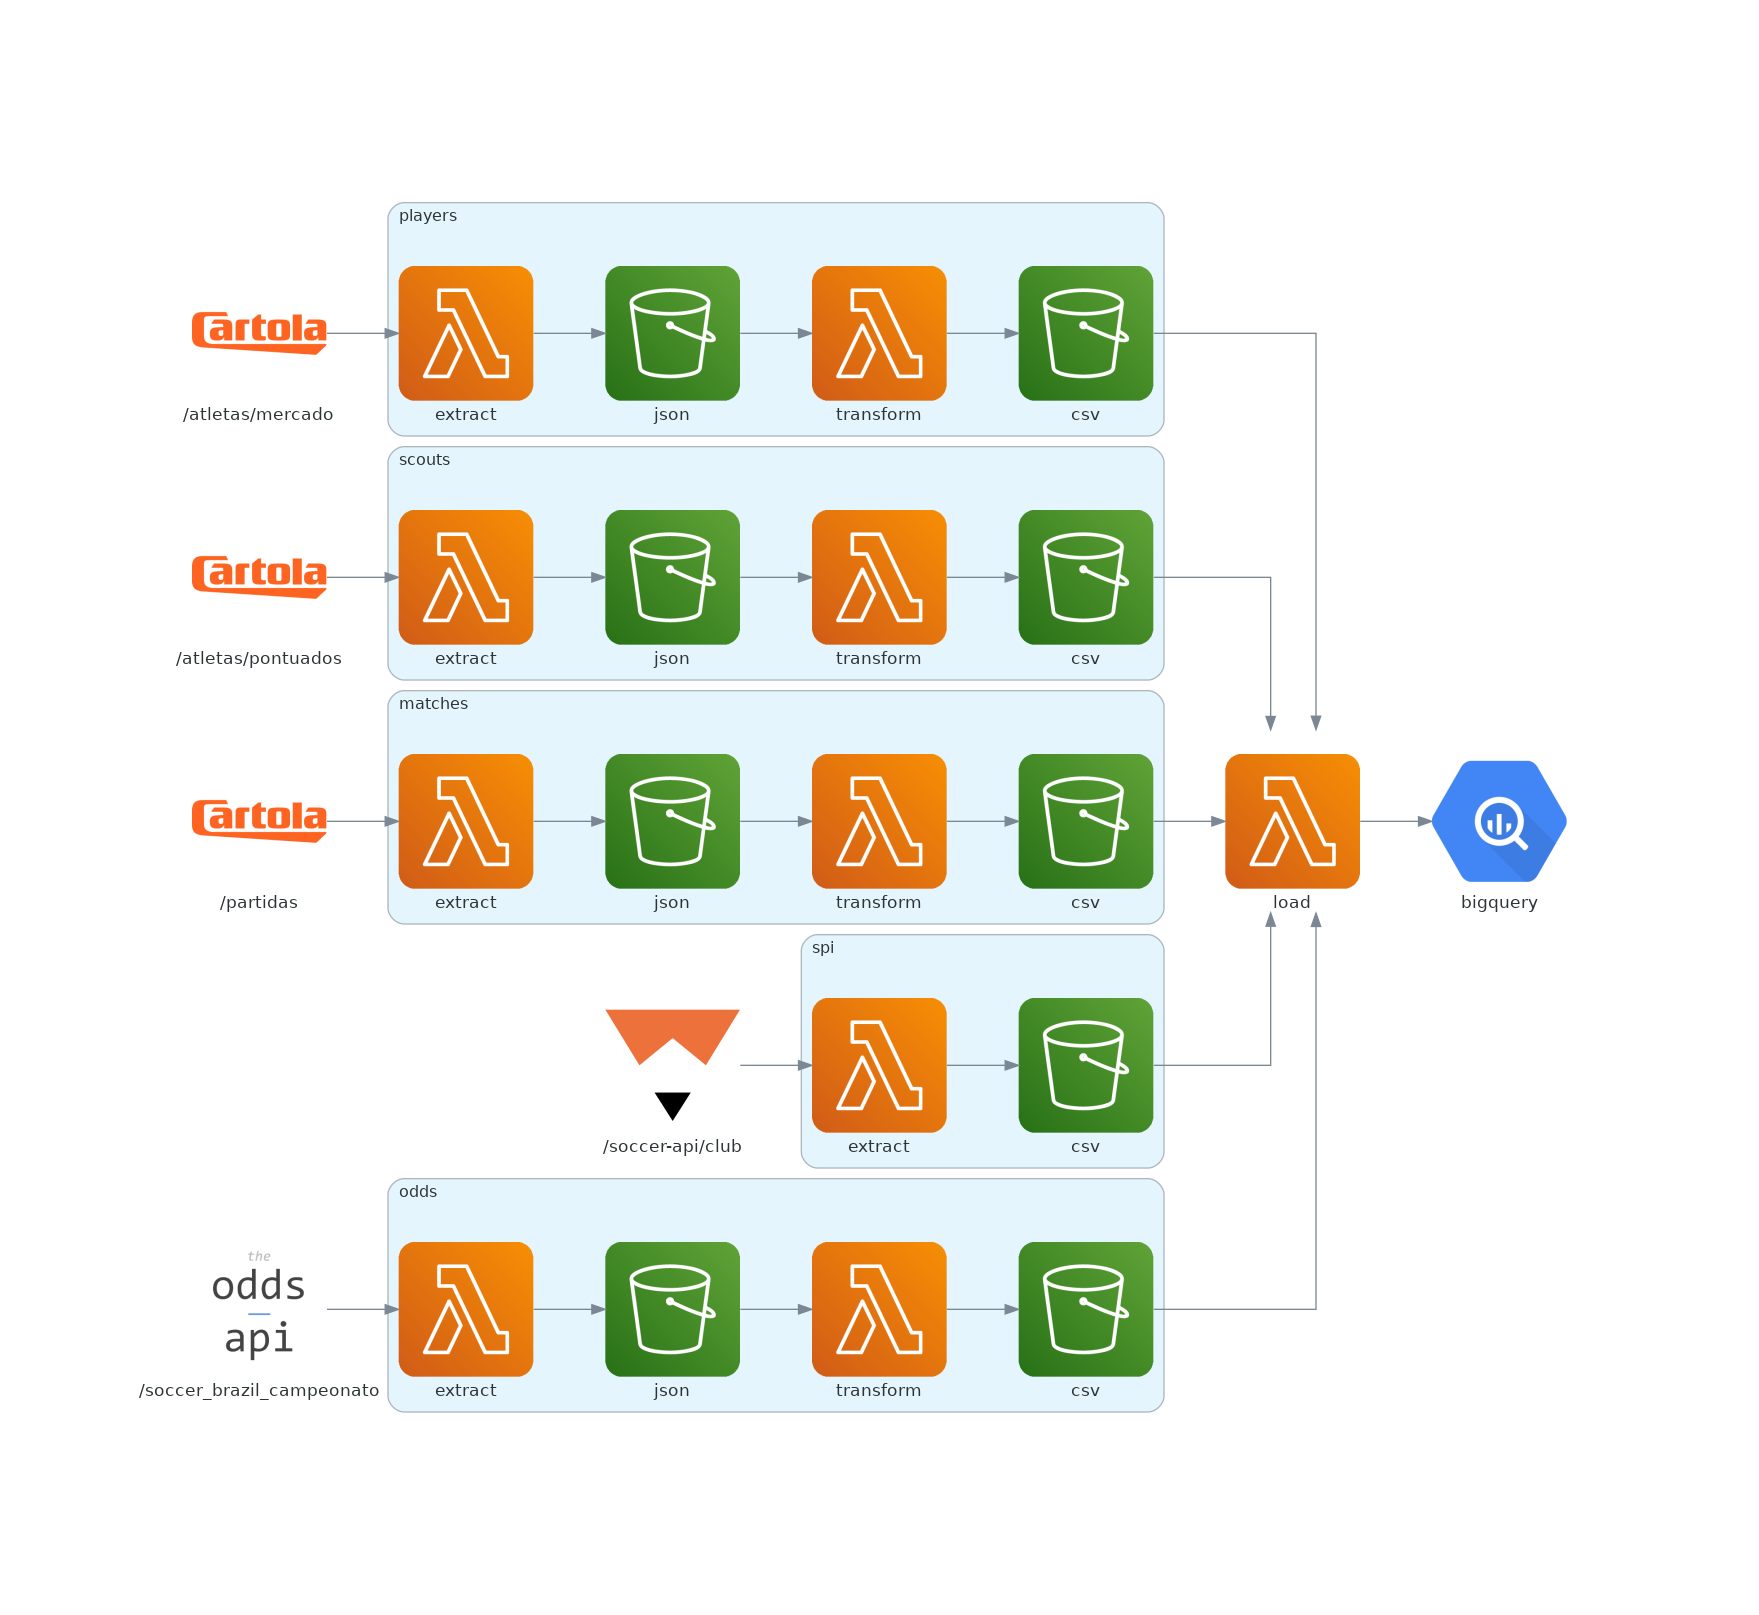 players
Cartola
/atletas/mercado
extract
json
transform
csv
scouts
Cartola
/atletas/pontuados
extract
json
transform
csv
matches
Cartola
/partidas
extract
json
transform
csv
load
bigquery
spi
/soccer-api/club
extract
csv
odds
the
odds
api
/soccer_brazil_campeonato
extract
json
transform
csv